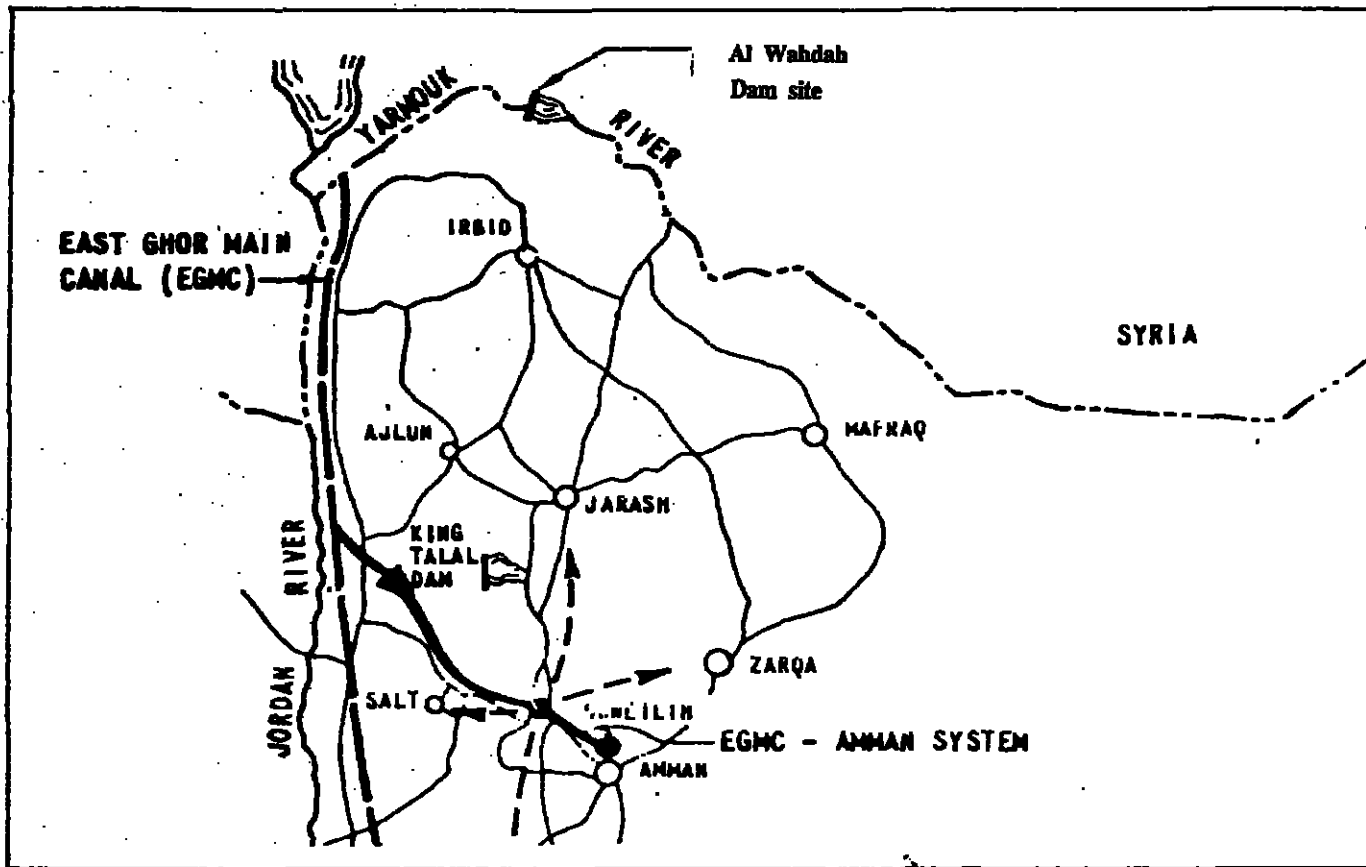 Al Wahdah
Dam site
YARMOUK
RIVER
IRBID
EAST GHOR MAIN
CANAL (EGMC)
SYRIA
AJLUN
MAFRAQ
JARASH
KING
TALAL
DAM
RIVER
JORDAN
ZARQA
SALT
EGMC - AMMAN SYSTEM
AMMAN